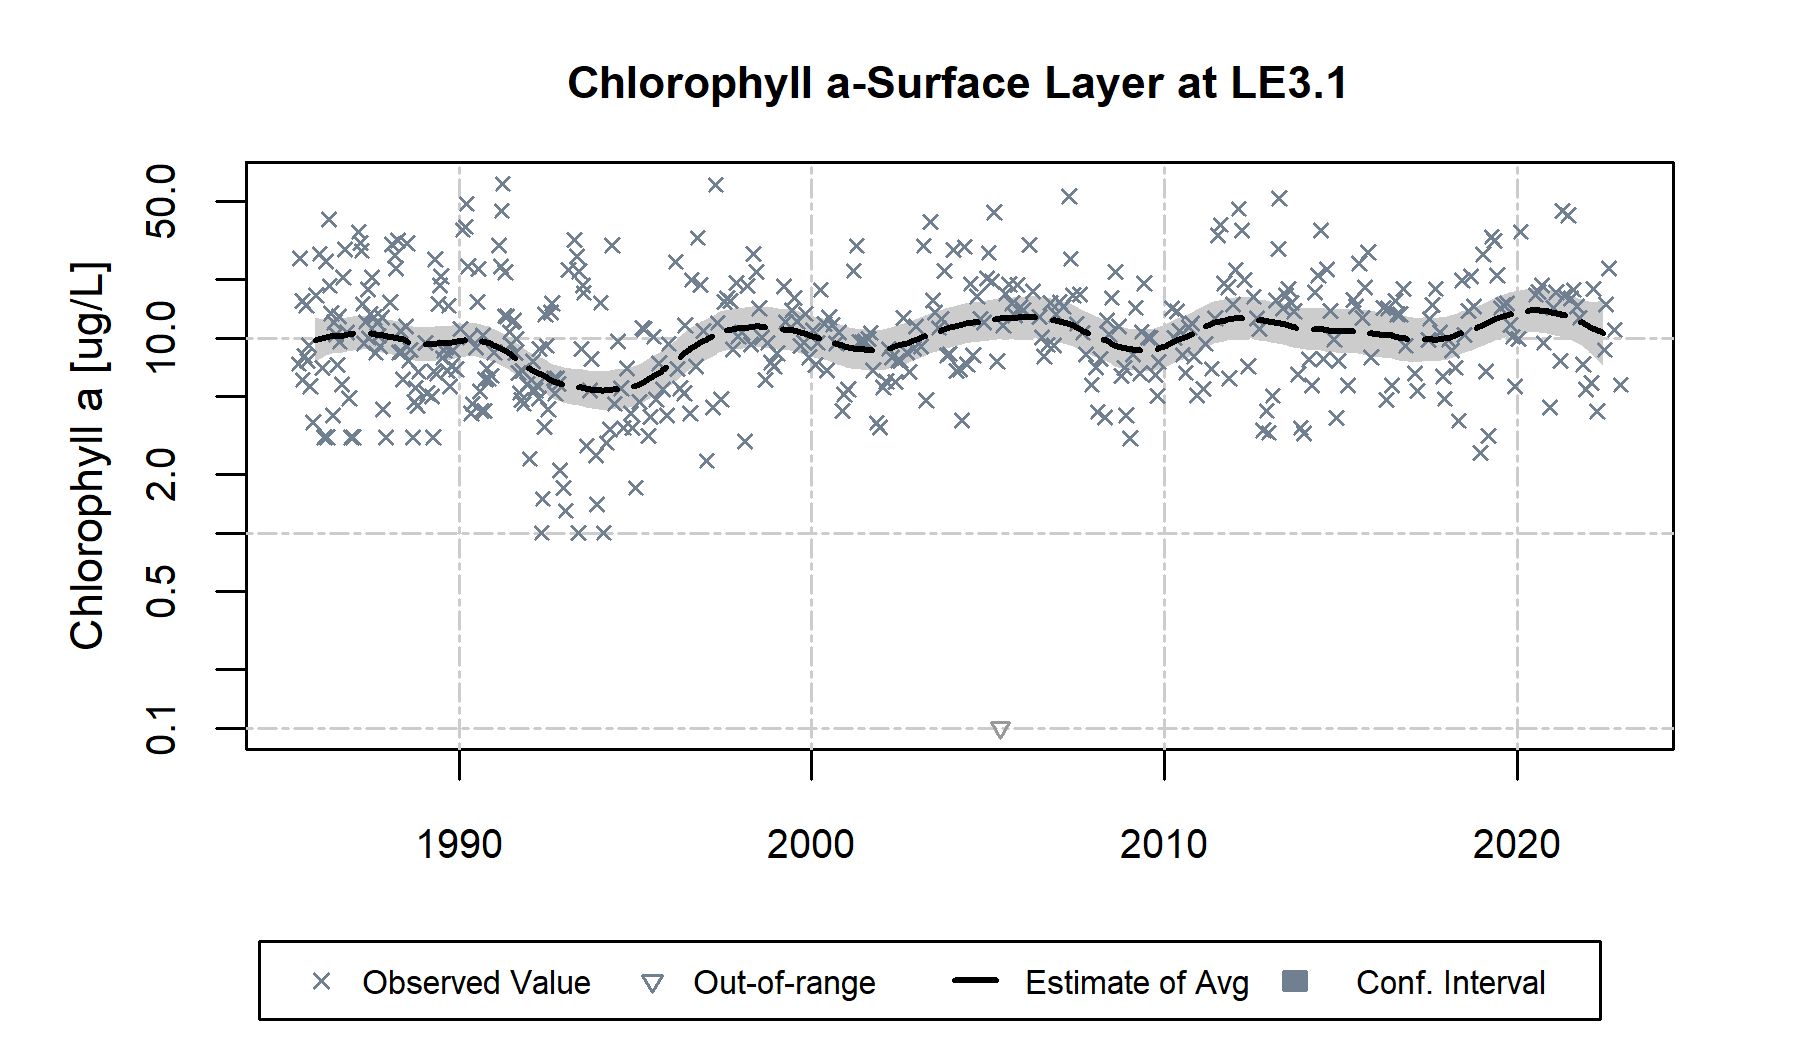 Chlorophyll a-Surface Layer at LE3.1
Chlorophyll a [ug/L]
50.0
10.0
2.0
0.5
0.1
1990 2000 2010 2020
Observed Value Out-of-range Estimate of Avg Conf. Interval